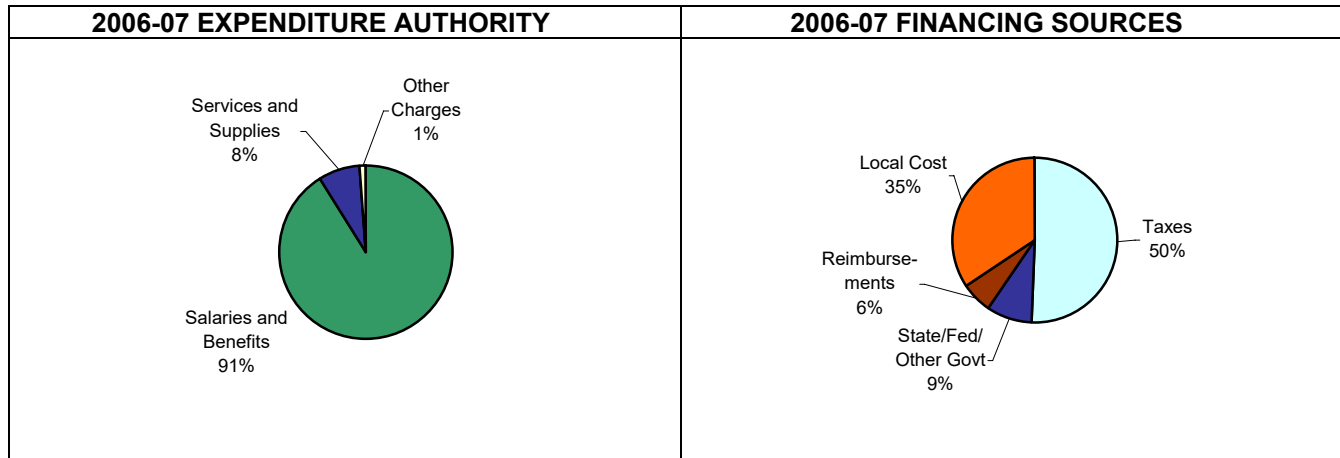 2006-07 EXPENDITURE AUTHORITY
2006-07 FINANCING SOURCES
Other
Charges
1%
Services and
Supplies
8%
Salaries and
Benefits
91%
Local Cost
35%
Taxes
50%
Reimburse-
ments
6%
State/Fed/
Other Govt
9%